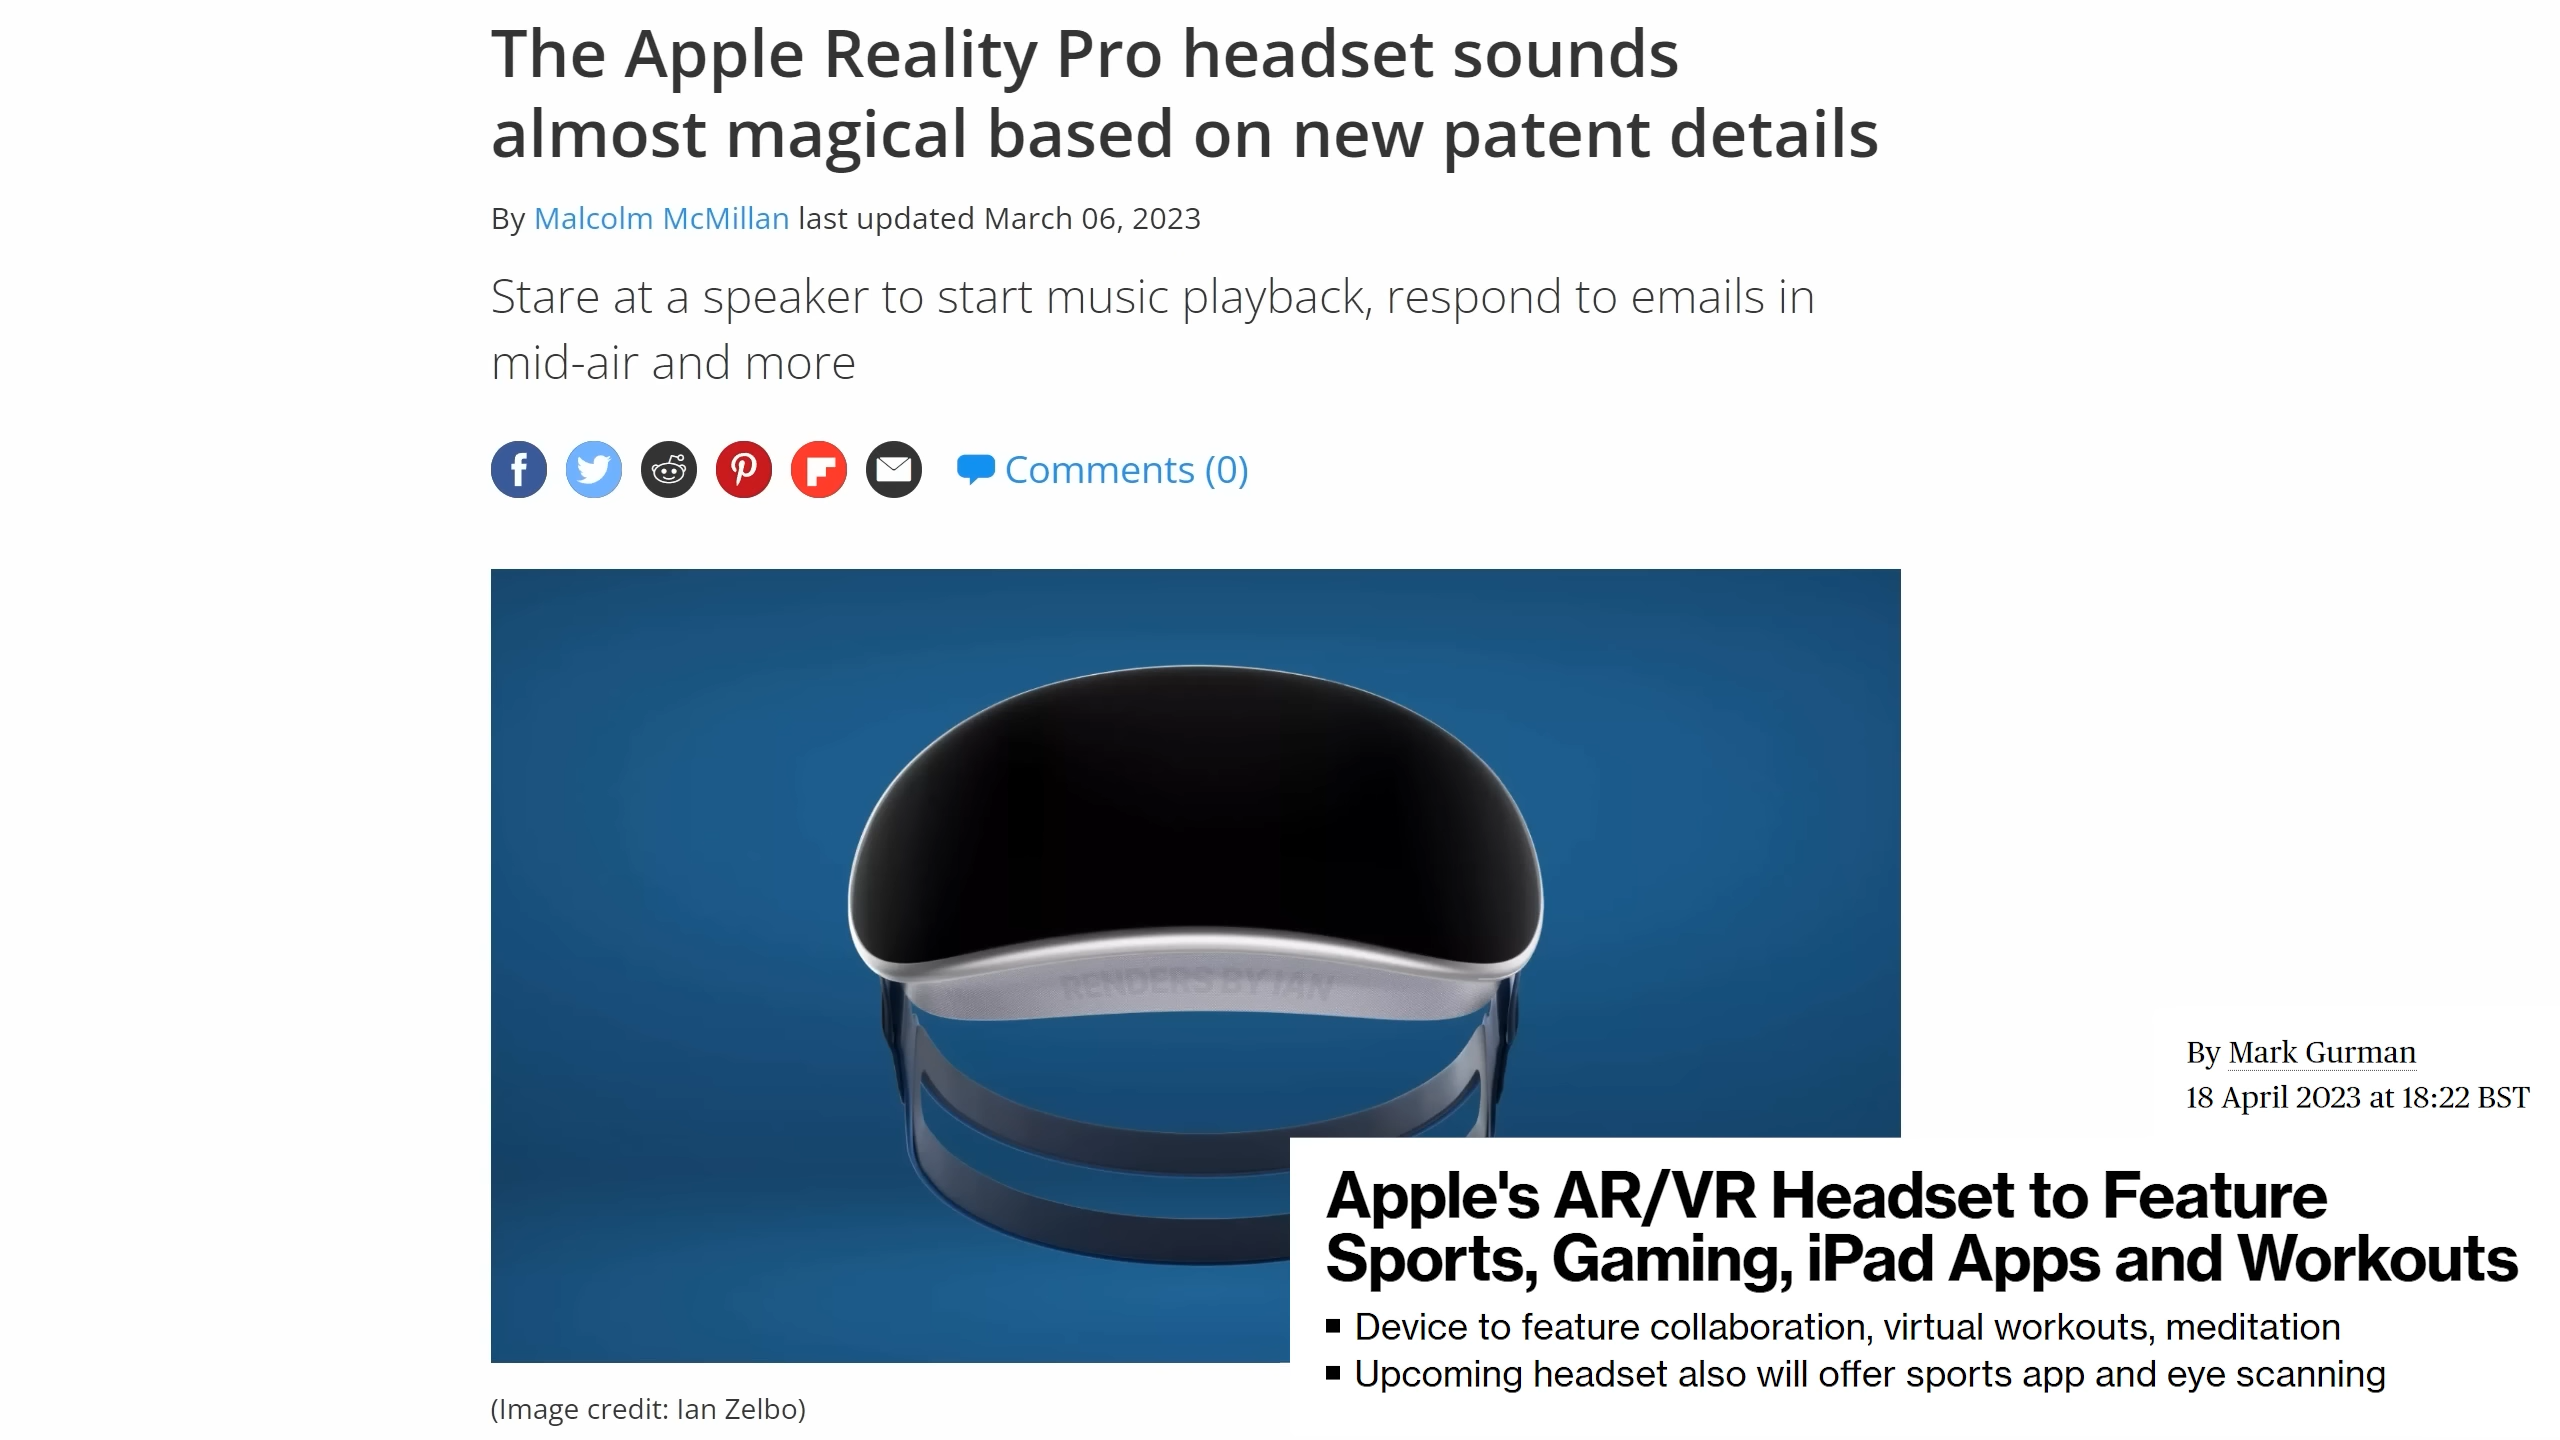 The Apple Reality Pro headset sounds
almost magical based on new patent details
By Malcolm McMillan last updated March 06, 2023
Stare at a speaker to start music playback, respond to emails in
mid-air and more
Comments (0)
RENDERS BY IAN
(Image credit: Ian Zelbo)
By Mark Gurman
18 April 2023 at 18:22 BST
Apple's AR/VR Headset to Feature
Sports, Gaming, iPad Apps and Workouts
▪ Device to feature collaboration, virtual workouts, meditation
▪ Upcoming headset also will offer sports app and eye scanning